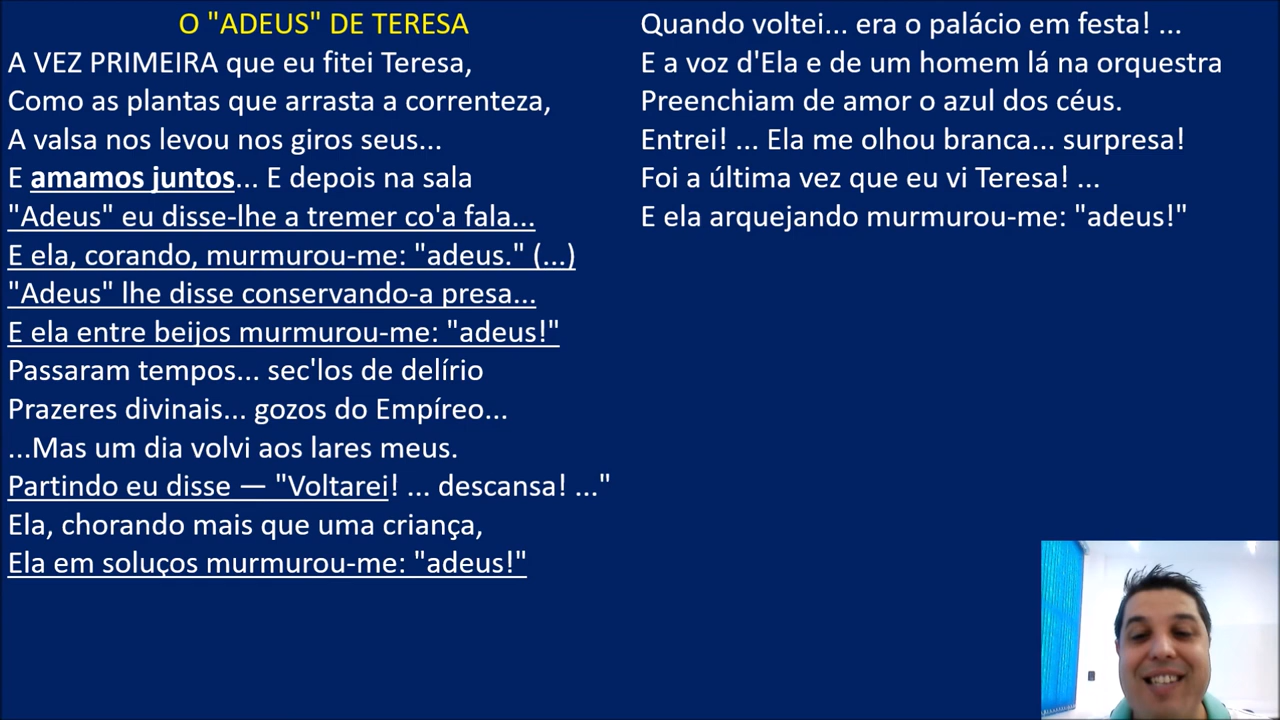 O "ADEUS" DE TERESA
A VEZ PRIMEIRA que eu fitei Teresa,
Como as plantas que arrasta a correnteza,
A valsa nos levou nos giros seus...
E amamos juntos... E depois na sala
"Adeus" eu disse-lhe a tremer co'a fala...
E ela, corando, murmurou-me: "adeus." (...)
"Adeus" lhe disse conservando-a presa...
E ela entre beijos murmurou-me: "adeus!"
Passaram tempos... sec'los de delírio
Prazeres divinais... gozos do Empíreo...
...Mas um dia volvi aos lares meus.
Partindo eu disse — "Voltarei! ... descansa! ..."
Ela, chorando mais que uma criança,
Ela em soluços murmurou-me: "adeus!"
Quando voltei... era o palácio em festa! ...
E a voz d'Ela e de um homem lá na orquestra
Preenchiam de amor o azul dos céus.
Entrei! ... Ela me olhou branca... surpresa!
Foi a última vez que eu vi Teresa! ...
E ela arquejando murmurou-me: "adeus!"